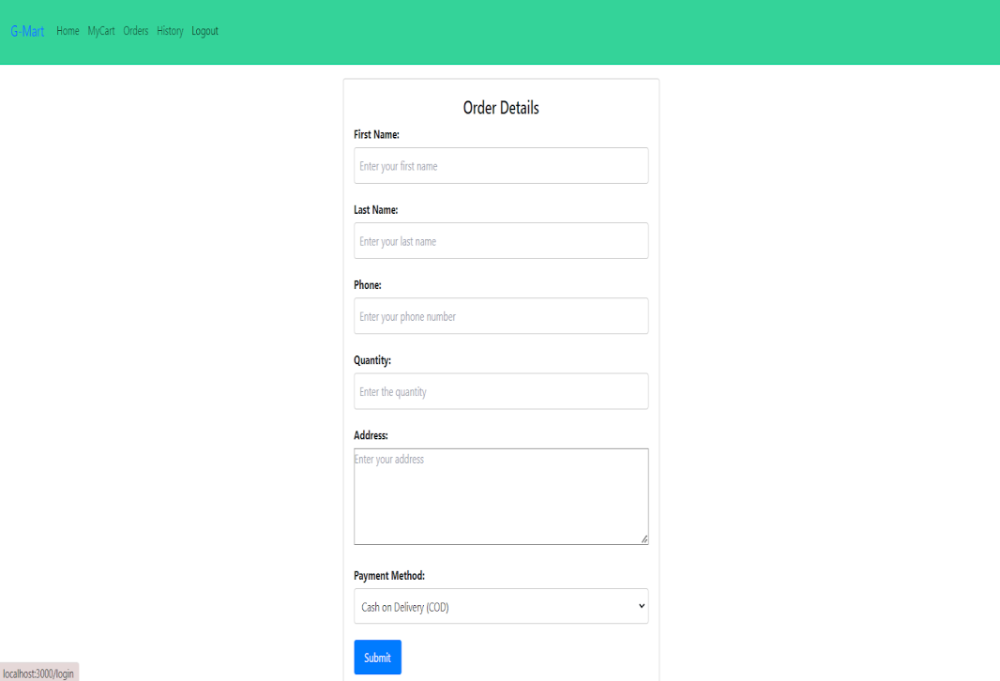 G-Mart Home MyCart Orders History Logout
Order Details
First Name:
Enter your first name
Last Name:
Enter your last name
Phone:
Enter your phone number
Quantity:
Enter the quantity
Address:
Enter your address
Payment Method:
Cash on Delivery (COD)
Submit
localhost:3000/login